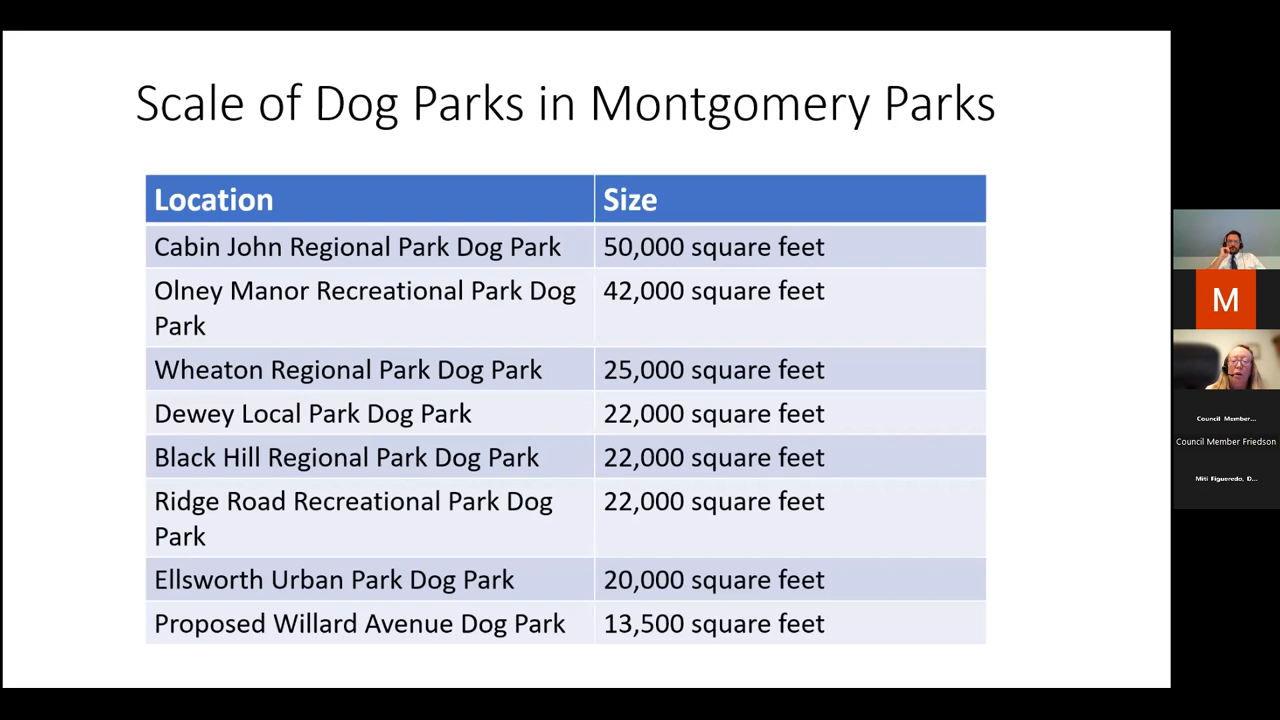 Scale of Dog Parks in Montgomery Parks
Location Size
Cabin John Regional Park Dog Park 50,000 square feet
Olney Manor Recreational Park Dog 42,000 square feet
Park
Wheaton Regional Park Dog Park 25,000 square feet
Dewey Local Park Dog Park 22,000 square feet
Black Hill Regional Park Dog Park 22,000 square feet
Ridge Road Recreational Park Dog 22,000 square feet
Park
Ellsworth Urban Park Dog Park 20,000 square feet
Proposed Willard Avenue Dog Park 13,500 square feet
M
Council Member...
Council Member Friedson
Miti Figueredo, D...